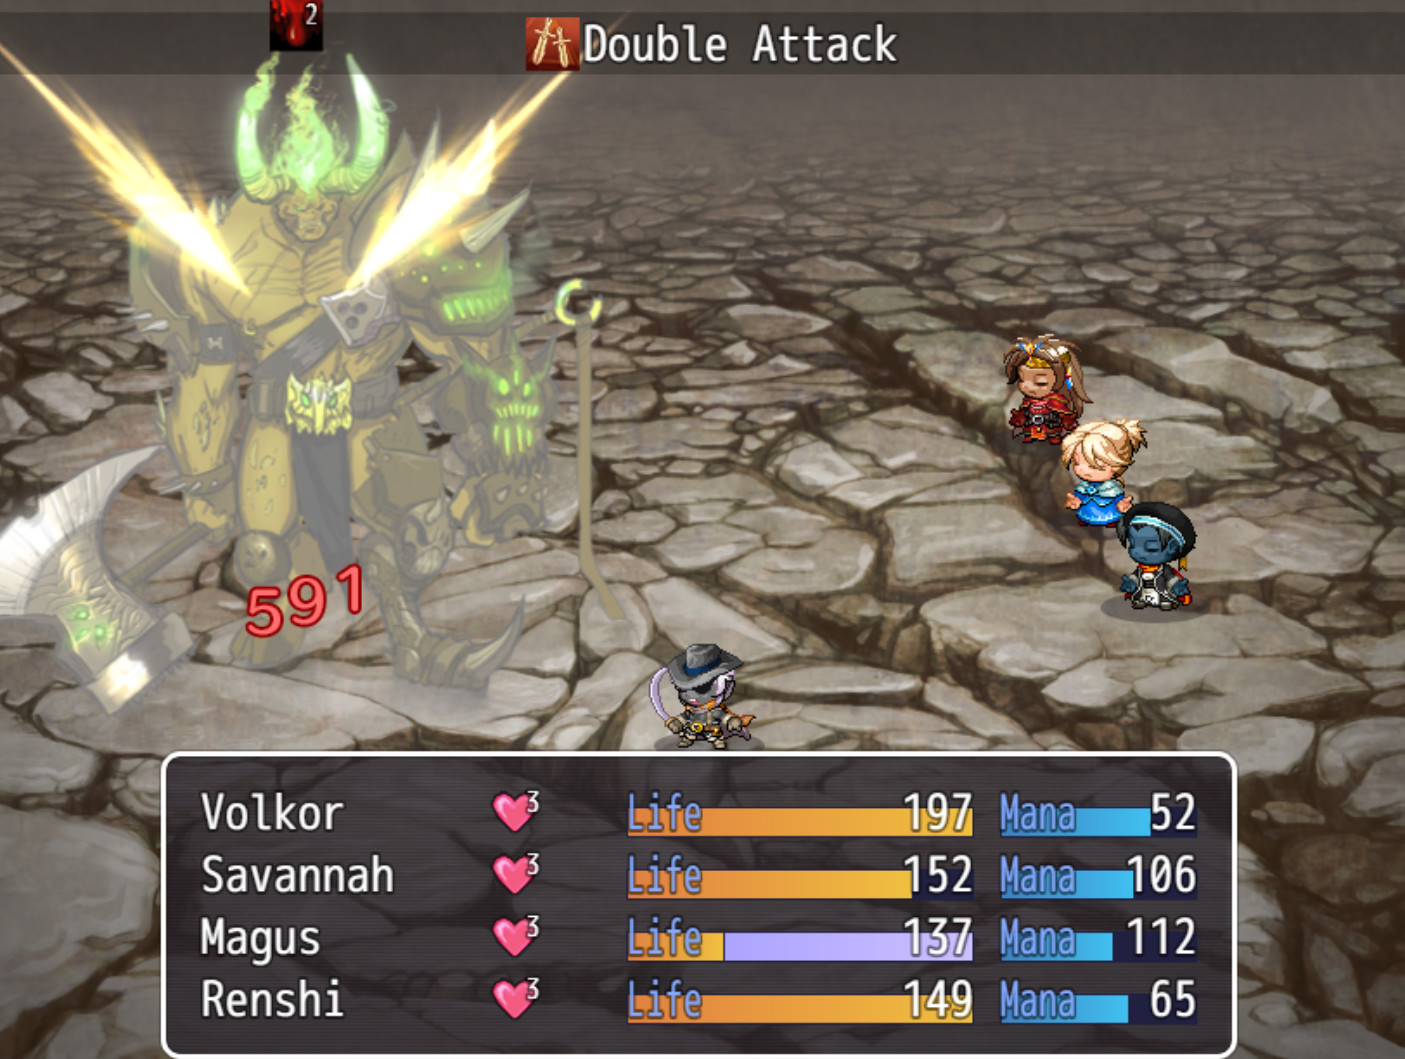 2
Double Attack
591
Volkor 3 Life 197 Mana 52
Savannah 3 Life 152 Mana 106
Magus 3 Life 137 Mana 112
Renshi 3 Life 149 Mana 65